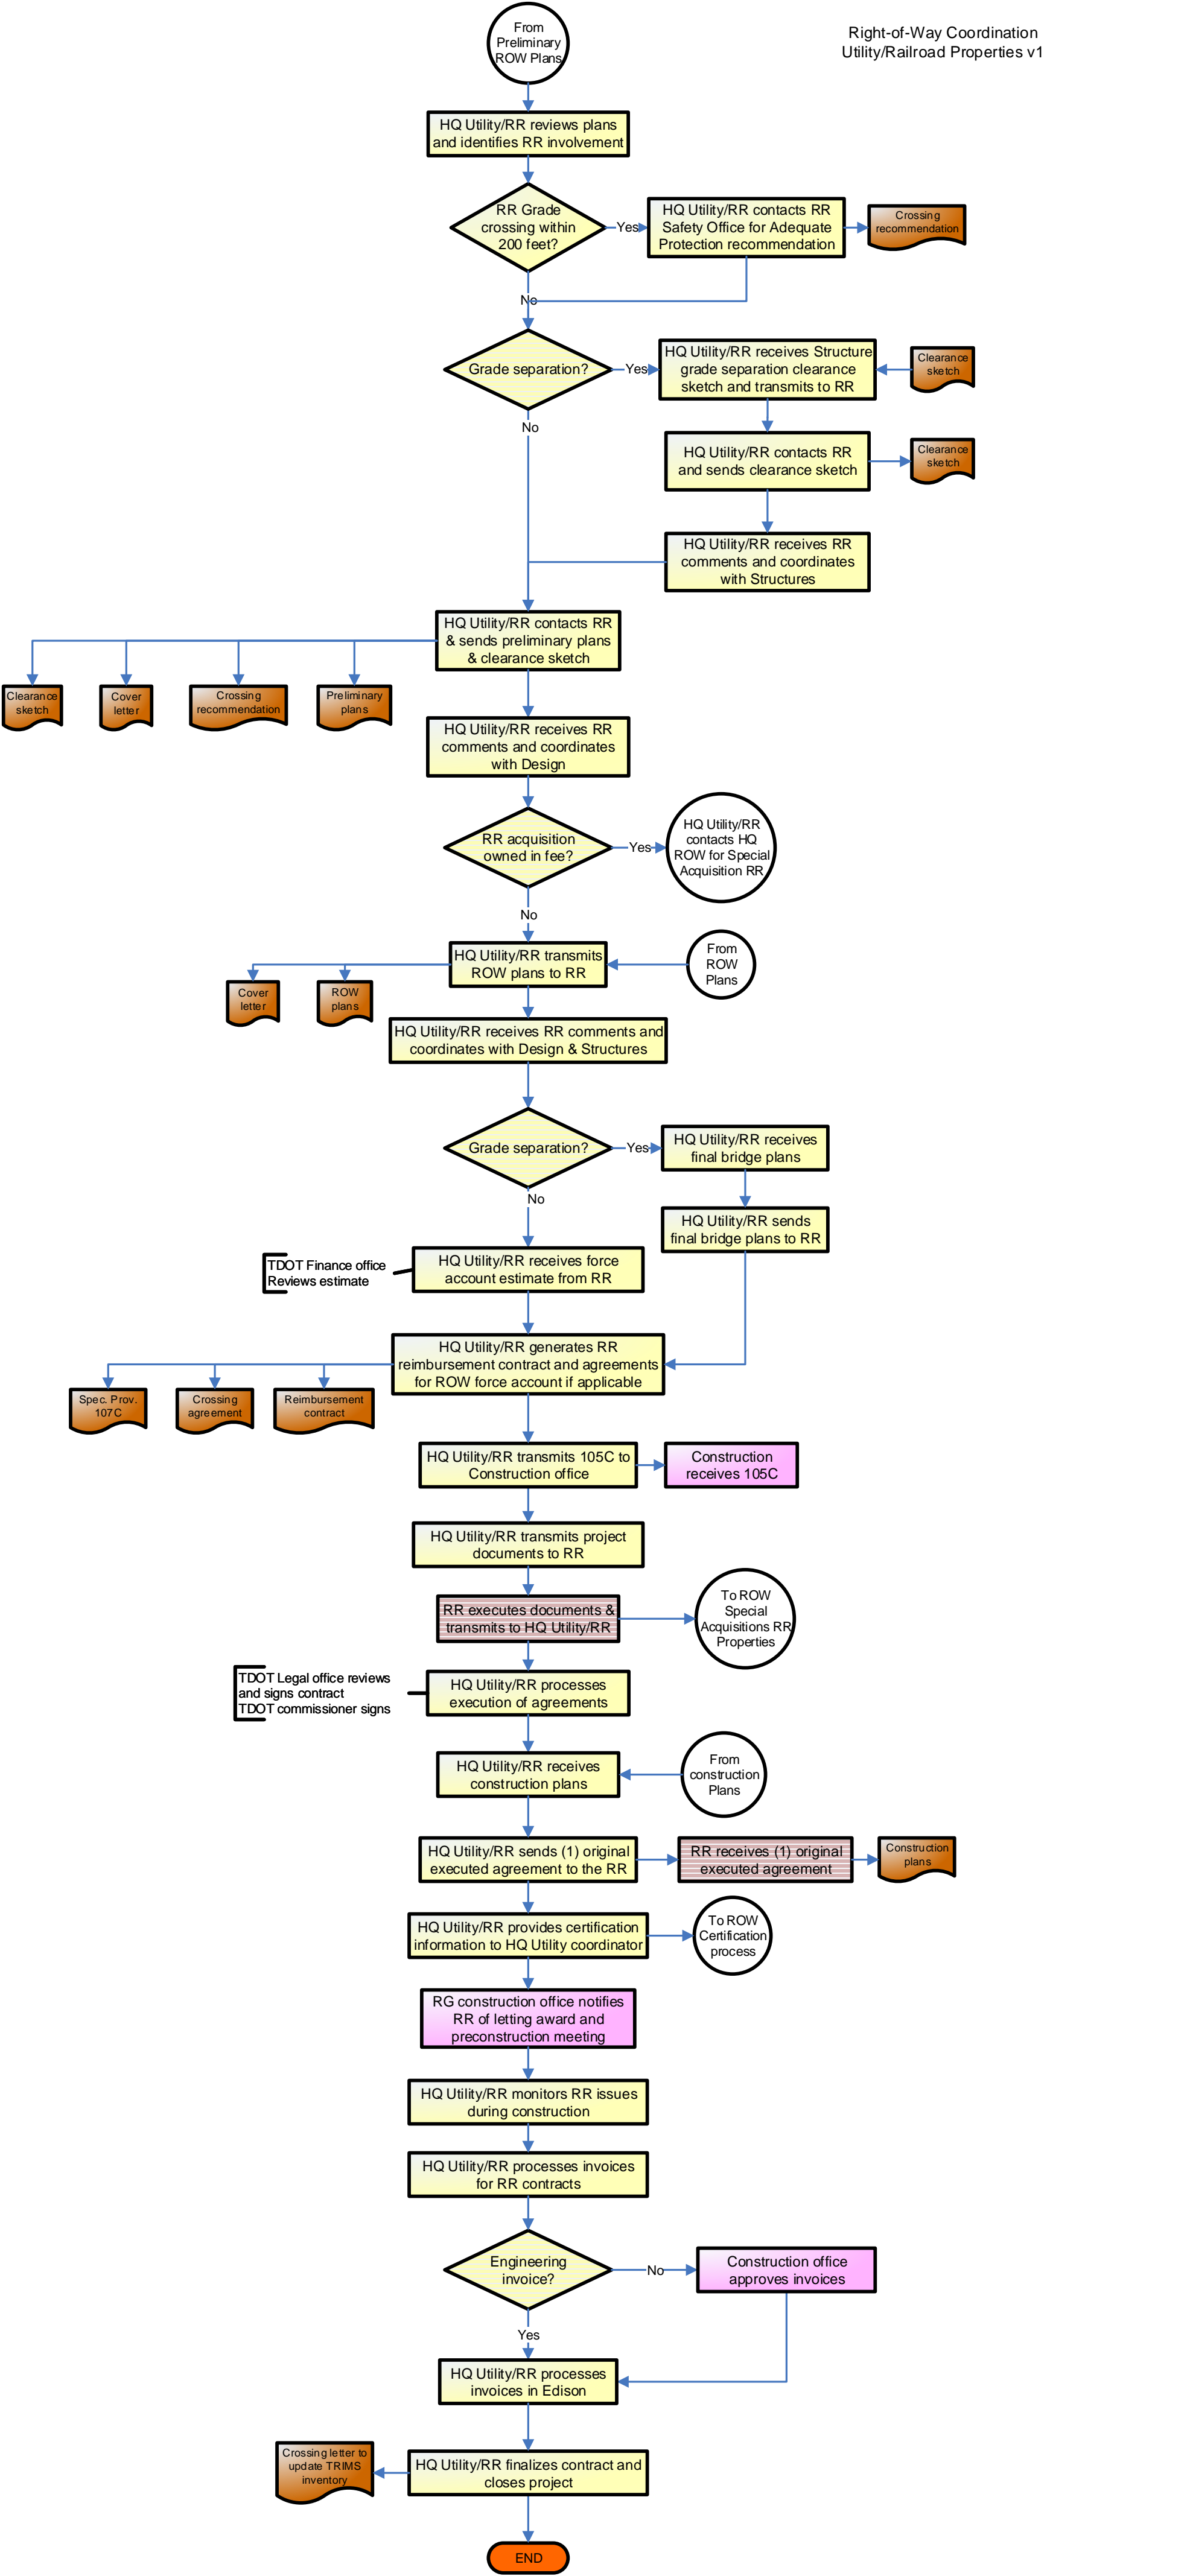 From
Preliminary
ROW Plans
Right-of-Way Coordination
Utility/Railroad Properties v1
HQ Utility/RR reviews plans
and identifies RR involvement
RR Grade
crossing within
200 feet?
Yes
HQ Utility/RR contacts RR
Safety Office for Adequate
Protection recommendation
Crossing
recommendation
No
Grade separation?
Yes
HQ Utility/RR receives Structure
grade separation clearance
sketch and transmits to RR
Clearance
sketch
No
HQ Utility/RR contacts RR
and sends clearance sketch
Clearance
sketch
HQ Utility/RR receives RR
comments and coordinates
with Structures
HQ Utility/RR contacts RR
& sends preliminary plans
& clearance sketch
Clearance
sketch
Cover
letter
Crossing
recommendation
Preliminary
plans
HQ Utility/RR receives RR
comments and coordinates
with Design
RR acquisition
owned in fee?
Yes
HQ Utility/RR
contacts HQ
ROW for Special
Acquisition RR
No
HQ Utility/RR transmits
ROW plans to RR
From
ROW
Plans
Cover
letter
ROW
plans
HQ Utility/RR receives RR comments and
coordinates with Design & Structures
Grade separation?
Yes
HQ Utility/RR receives
final bridge plans
No
HQ Utility/RR sends
final bridge plans to RR
TDOT Finance office
Reviews estimate
HQ Utility/RR receives force
account estimate from RR
HQ Utility/RR generates RR
reimbursement contract and agreements
for ROW force account if applicable
Spec. Prov.
107C
Crossing
agreement
Reimbursement
contract
HQ Utility/RR transmits 105C to
Construction office
Construction
receives 105C
HQ Utility/RR transmits project
documents to RR
RR executes documents &
transmits to HQ Utility/RR
To ROW
Special
Acquisitions RR
Properties
TDOT Legal office reviews
and signs contract
TDOT commissioner signs
HQ Utility/RR processes
execution of agreements
HQ Utility/RR receives
construction plans
From
construction
Plans
HQ Utility/RR sends (1) original
executed agreement to the RR
RR receives (1) original
executed agreement
Construction
plans
HQ Utility/RR provides certification
information to HQ Utility coordinator
To ROW
Certification
process
RG construction office notifies
RR of letting award and
preconstruction meeting
HQ Utility/RR monitors RR issues
during construction
HQ Utility/RR processes invoices
for RR contracts
Engineering
invoice?
No
Construction office
approves invoices
Yes
HQ Utility/RR processes
invoices in Edison
Crossing letter to
update TRIMS
inventory
HQ Utility/RR finalizes contract and
closes project
END